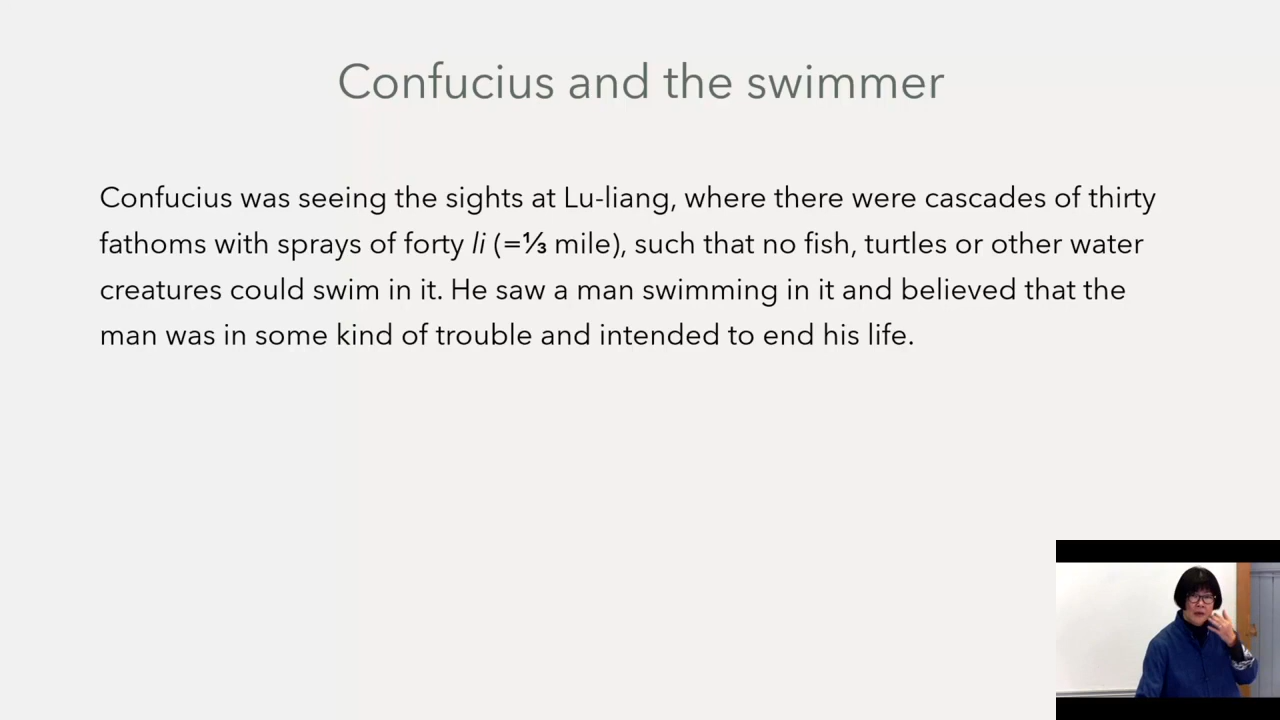 Confucius and the swimmer
Confucius was seeing the sights at Lu-liang, where there were cascades of thirty
fathoms with sprays of forty li (=⅓ mile), such that no fish, turtles or other water
creatures could swim in it. He saw a man swimming in it and believed that the
man was in some kind of trouble and intended to end his life.